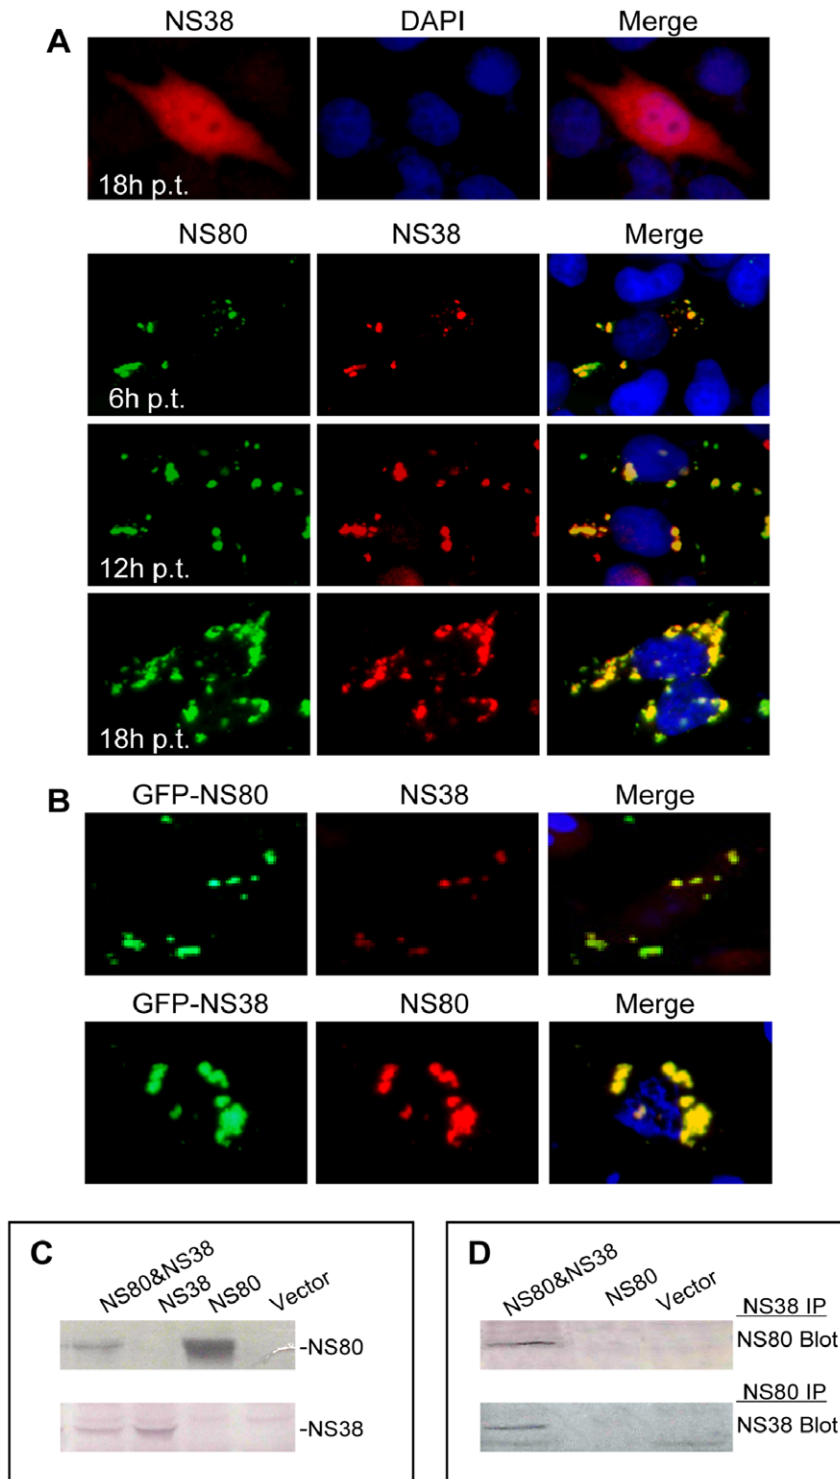 A
NS38 DAPI Merge
18h p.t.
NS80 NS38 Merge
6h p.t.
12h p.t.
18h p.t.
B
GFP-NS80 NS38 Merge
GFP-NS38 NS80 Merge
C
NS80&NS38 NS38 NS80 Vector
-NS80
-NS38
D
NS80&NS38 NS80 Vector
NS38 IP
NS80 Blot
NS80 IP
NS38 Blot